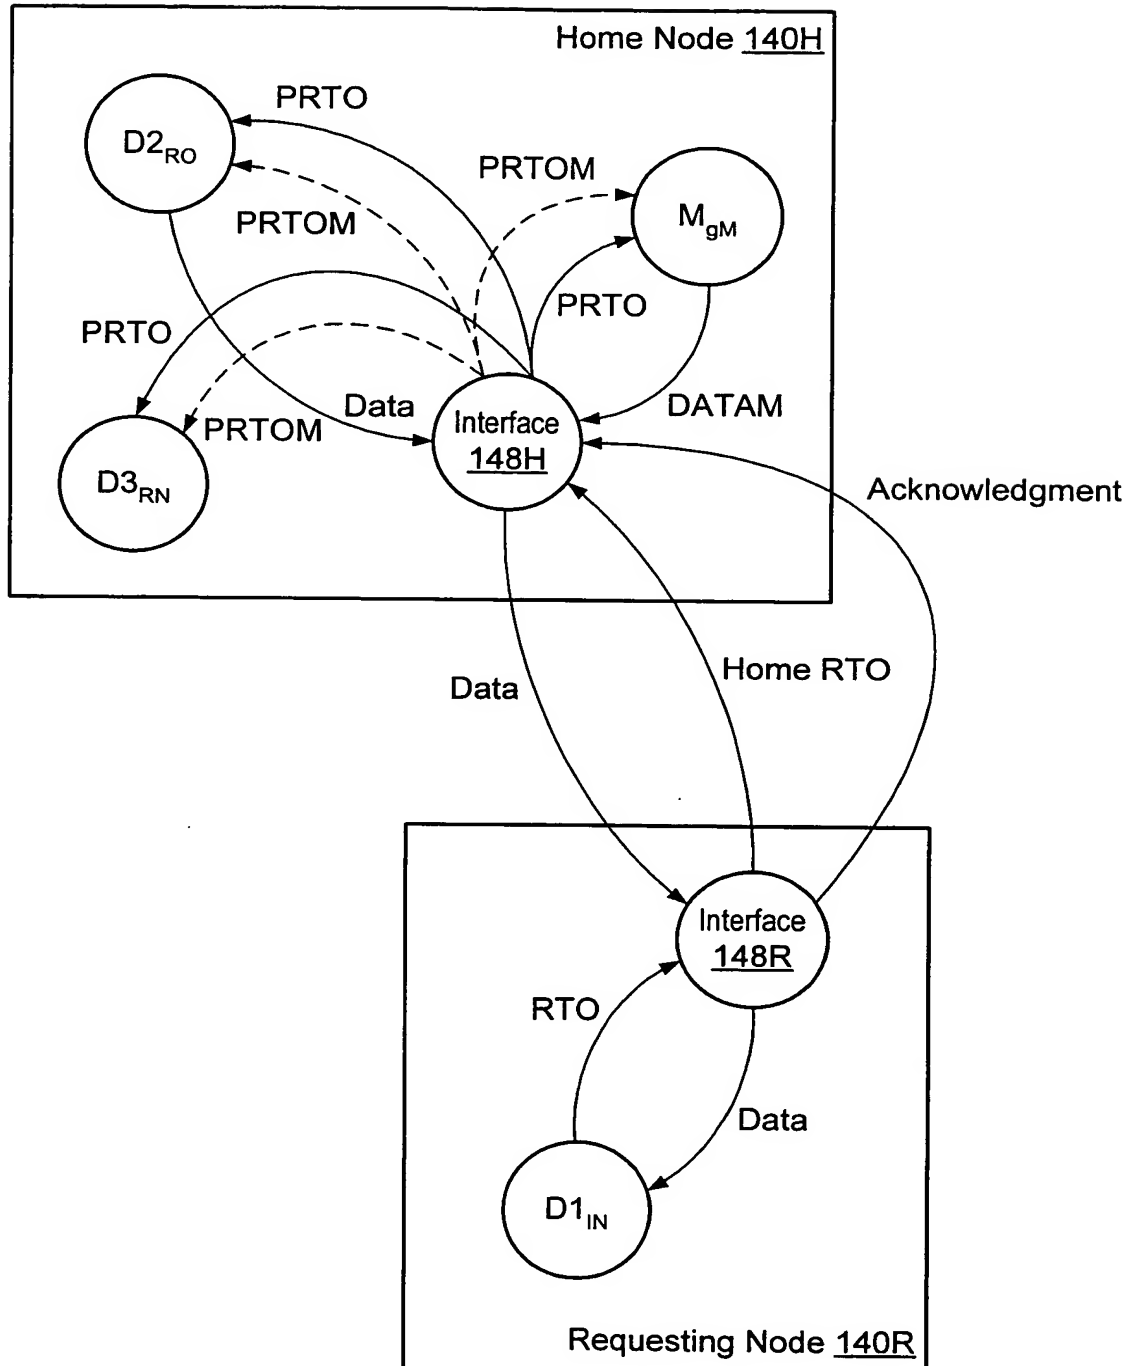 Home Node 140H
PRTO
D2RO
PRTOM
PRTOM
MgM
PRTO
PRTO
Data
DATAM
PRTOM
Interface
148H
D3RN
Acknowledgment
Home RTO
Data
Interface
148R
RTO
Data
D1IN
Requesting Node 140R